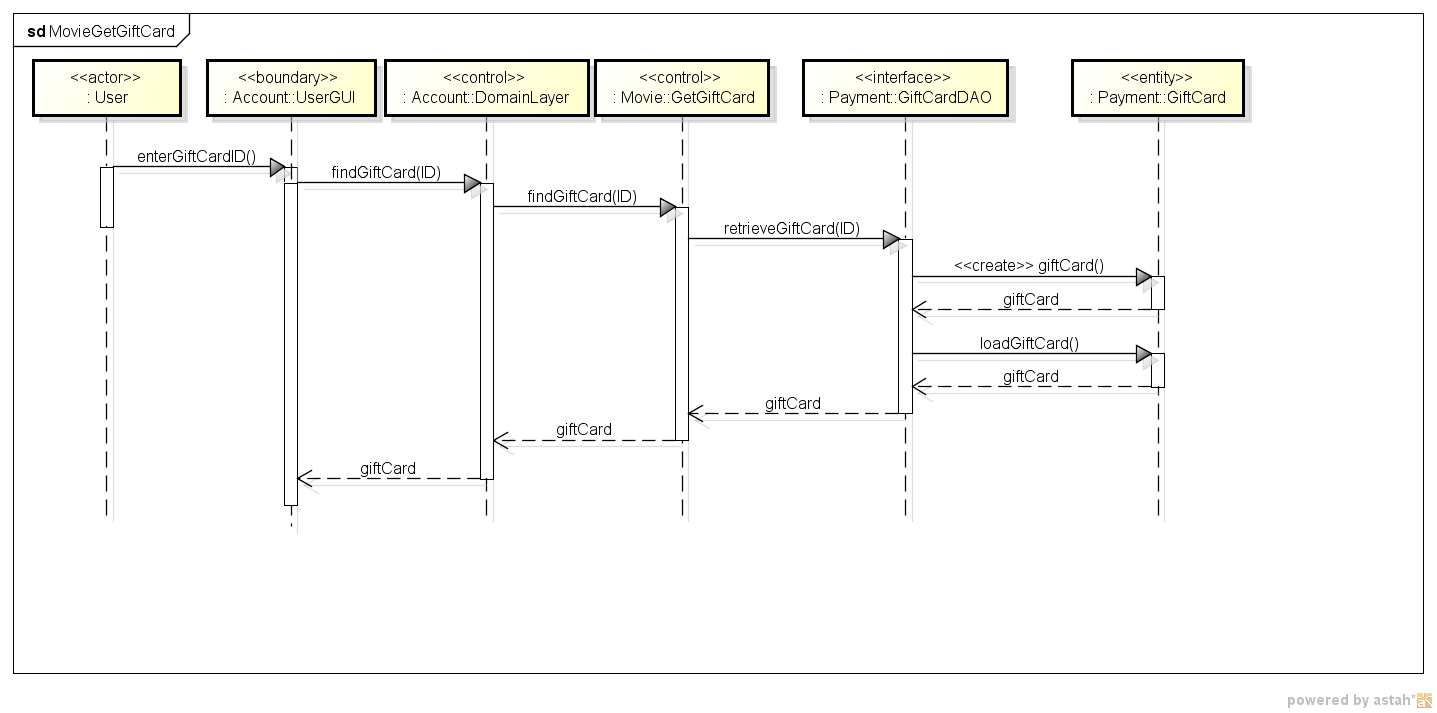 sd MovieGetGiftCard
<<actor>>
: User
<<boundary>>
: Account::UserGUI
<<control>>
: Account::DomainLayer
<<control>>
: Movie::GetGiftCard
<<interface>>
: Payment::GiftCardDAO
<<entity>>
: Payment::GiftCard
enterGiftCardID()
findGiftCard(ID)
findGiftCard(ID)
retrieveGiftCard(ID)
<<create>> giftCard()
giftCard
loadGiftCard()
giftCard
giftCard
giftCard
giftCard
powered by astah*